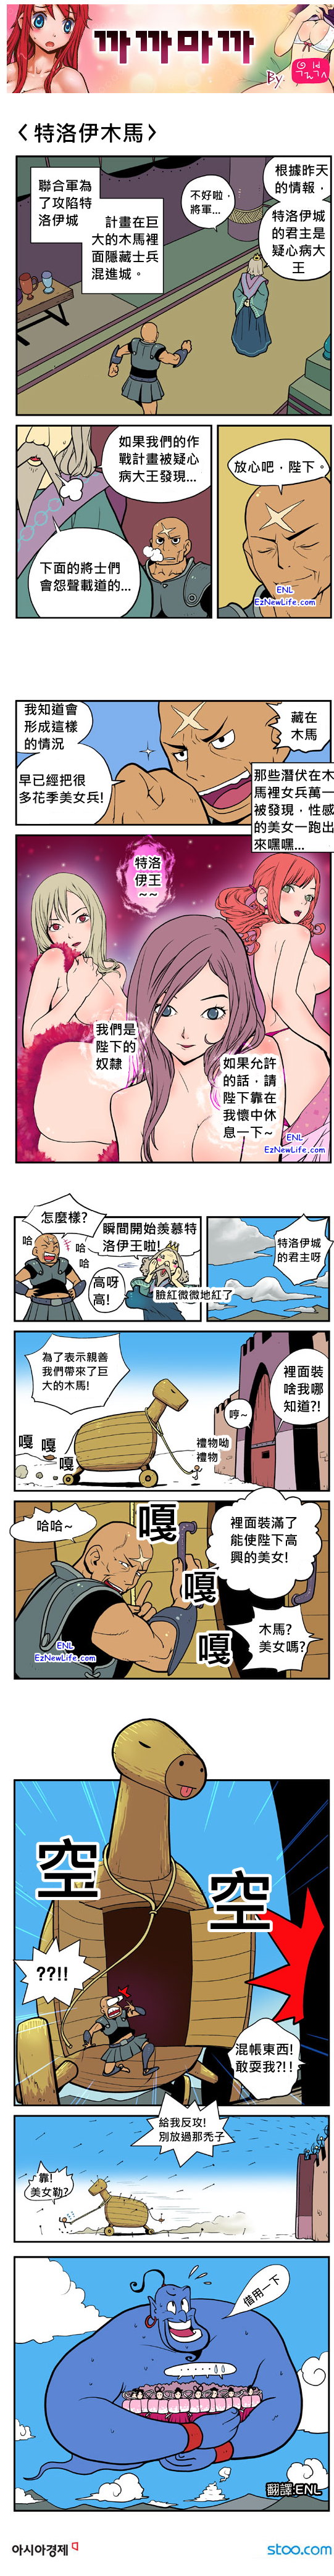 까까마까
By.
〈特洛伊木馬〉
聯合軍為
了攻陷特
洛伊城
計畫在巨
大的木馬裡
面隱藏士兵
混進城。
不好啦，
將軍...
根據昨天
的情報，
特洛伊城
的君主是
疑心病大
王
如果我們的作
戰計畫被疑心
病大王發現...
下面的將士們
會怨聲載道的...
放心吧，陛下。
ENL
EzNewLife.com
我知道會
形成這樣
的情況
早已經把很
多花季美女兵!
藏在
木馬
那些潛伏在木
馬裡女兵萬一
被發現，性感
的美女一跑出
來嘿嘿...
特洛
伊王
~~
我們是
陛下的
奴隸
如果允許
的話，請
陛下靠在
我懷中休
息一下~
ENL
EzNewLife.com
怎麼樣?
哈
哈
哈
瞬間開始羨慕特
洛伊王啦!
高呀
高!
臉紅微微地紅了
特洛伊城
的君主呀
為了表示親善
我們帶來了巨
大的木馬!
嘎
嘎
嘎
裡面裝
啥我哪
知道?!
哼~
禮物呦
禮物
哈哈~
嘎
嘎
嘎
裡面裝滿了
能使陛下高
興的美女!
木馬?
美女嗎?
ENL
EzNewLife.com
空
空
??!!
混帳東西!
敢耍我?!!
給我反攻!
別放過那禿子
靠!
美女勒?
借用一下
......
翻譯:ENL
아시아경제
stoo.com